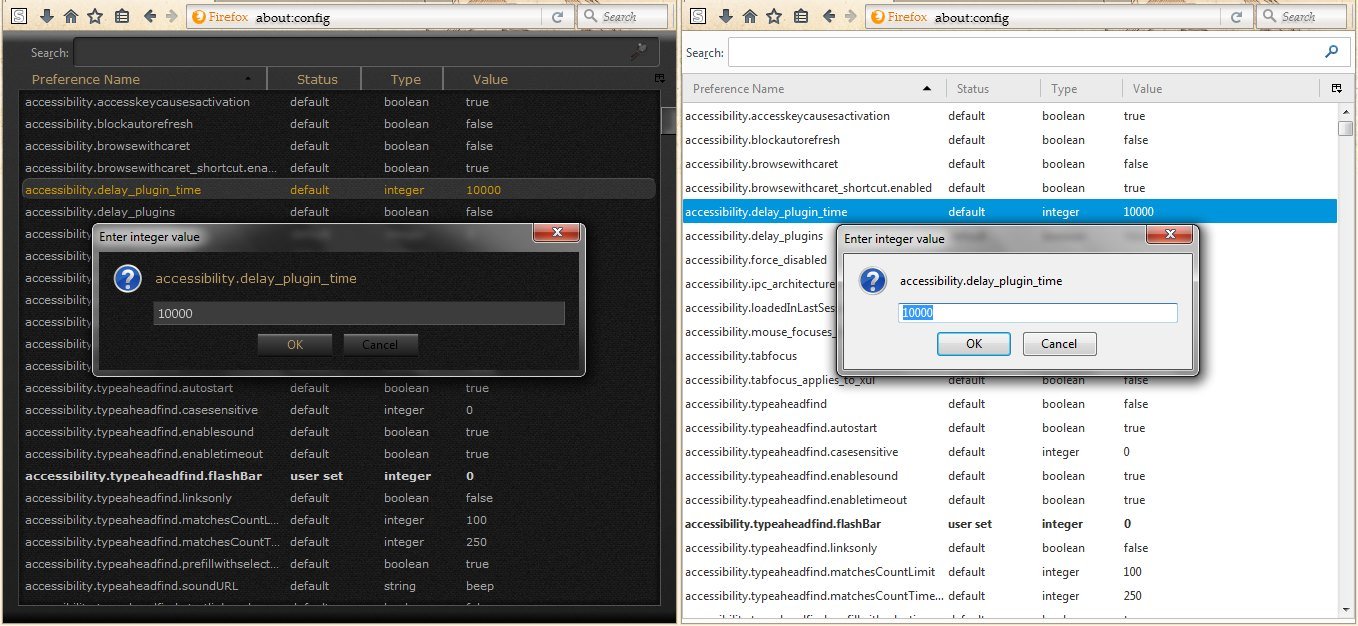 S Firefox about:config Search
Search:
Preference Name Status Type Value
accessibility.accesskeycausesactivation default boolean true
accessibility.blockautorefresh default boolean false
accessibility.browsewithcaret default boolean false
accessibility.browsewithcaret_shortcut.ena... default boolean true
accessibility.delay_plugin_time default integer 10000
accessibility.delay_plugins default boolean false
Enter integer value
? accessibility.delay_plugin_time
10000
OK Cancel
accessibility.typeaheadfind.autostart default boolean true
accessibility.typeaheadfind.casesensitive default integer 0
accessibility.typeaheadfind.enablesound default boolean true
accessibility.typeaheadfind.enabletimeout default boolean true
accessibility.typeaheadfind.flashBar user set integer 0
accessibility.typeaheadfind.linksonly default boolean false
accessibility.typeaheadfind.matchesCountL... default integer 100
accessibility.typeaheadfind.matchesCountT... default integer 250
accessibility.typeaheadfind.prefillwithselect... default boolean true
accessibility.typeaheadfind.soundURL default string beep
S Firefox about:config Search
Search:
Preference Name Status Type Value
accessibility.accesskeycausesactivation default boolean true
accessibility.blockautorefresh default boolean false
accessibility.browsewithcaret default boolean false
accessibility.browsewithcaret_shortcut.enabled default boolean true
accessibility.delay_plugin_time default integer 10000
accessibility.delay_plugins
accessibility.force_disabled
accessibility.ipc_architecture
accessibility.loadedInLastSes
accessibility.mouse_focuses_
accessibility.tabfocus
accessibility.tabfocus_applies_to_xul default boolean false
Enter integer value
? accessibility.delay_plugin_time
10000
OK Cancel
accessibility.typeaheadfind default boolean false
accessibility.typeaheadfind.autostart default boolean true
accessibility.typeaheadfind.casesensitive default integer 0
accessibility.typeaheadfind.enablesound default boolean true
accessibility.typeaheadfind.enabletimeout default boolean true
accessibility.typeaheadfind.flashBar user set integer 0
accessibility.typeaheadfind.linksonly default boolean false
accessibility.typeaheadfind.matchesCountLimit default integer 100
accessibility.typeaheadfind.matchesCountTime... default integer 250